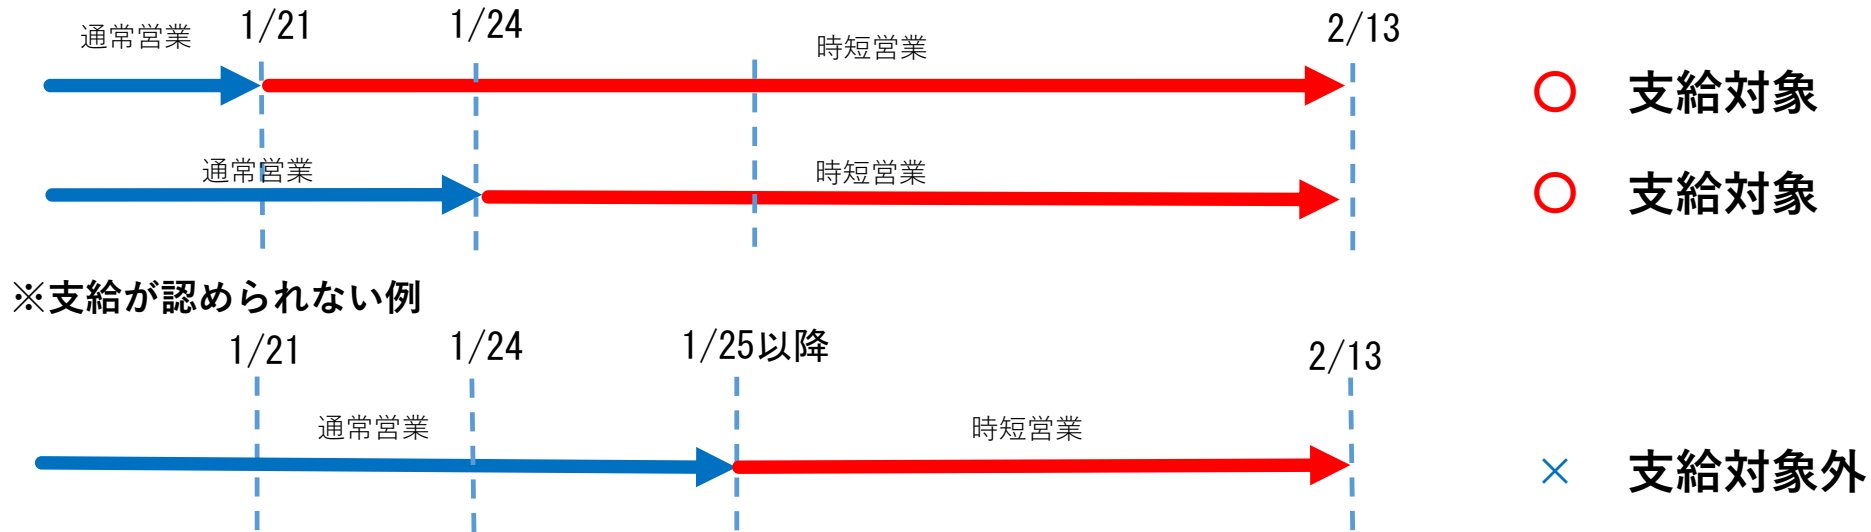 通常営業 1/21 1/24 時短営業 2/13
○ 支給対象
通常営業 時短営業
○ 支給対象
※支給が認められない例
1/21 1/24 1/25以降 2/13
通常営業 時短営業
× 支給対象外